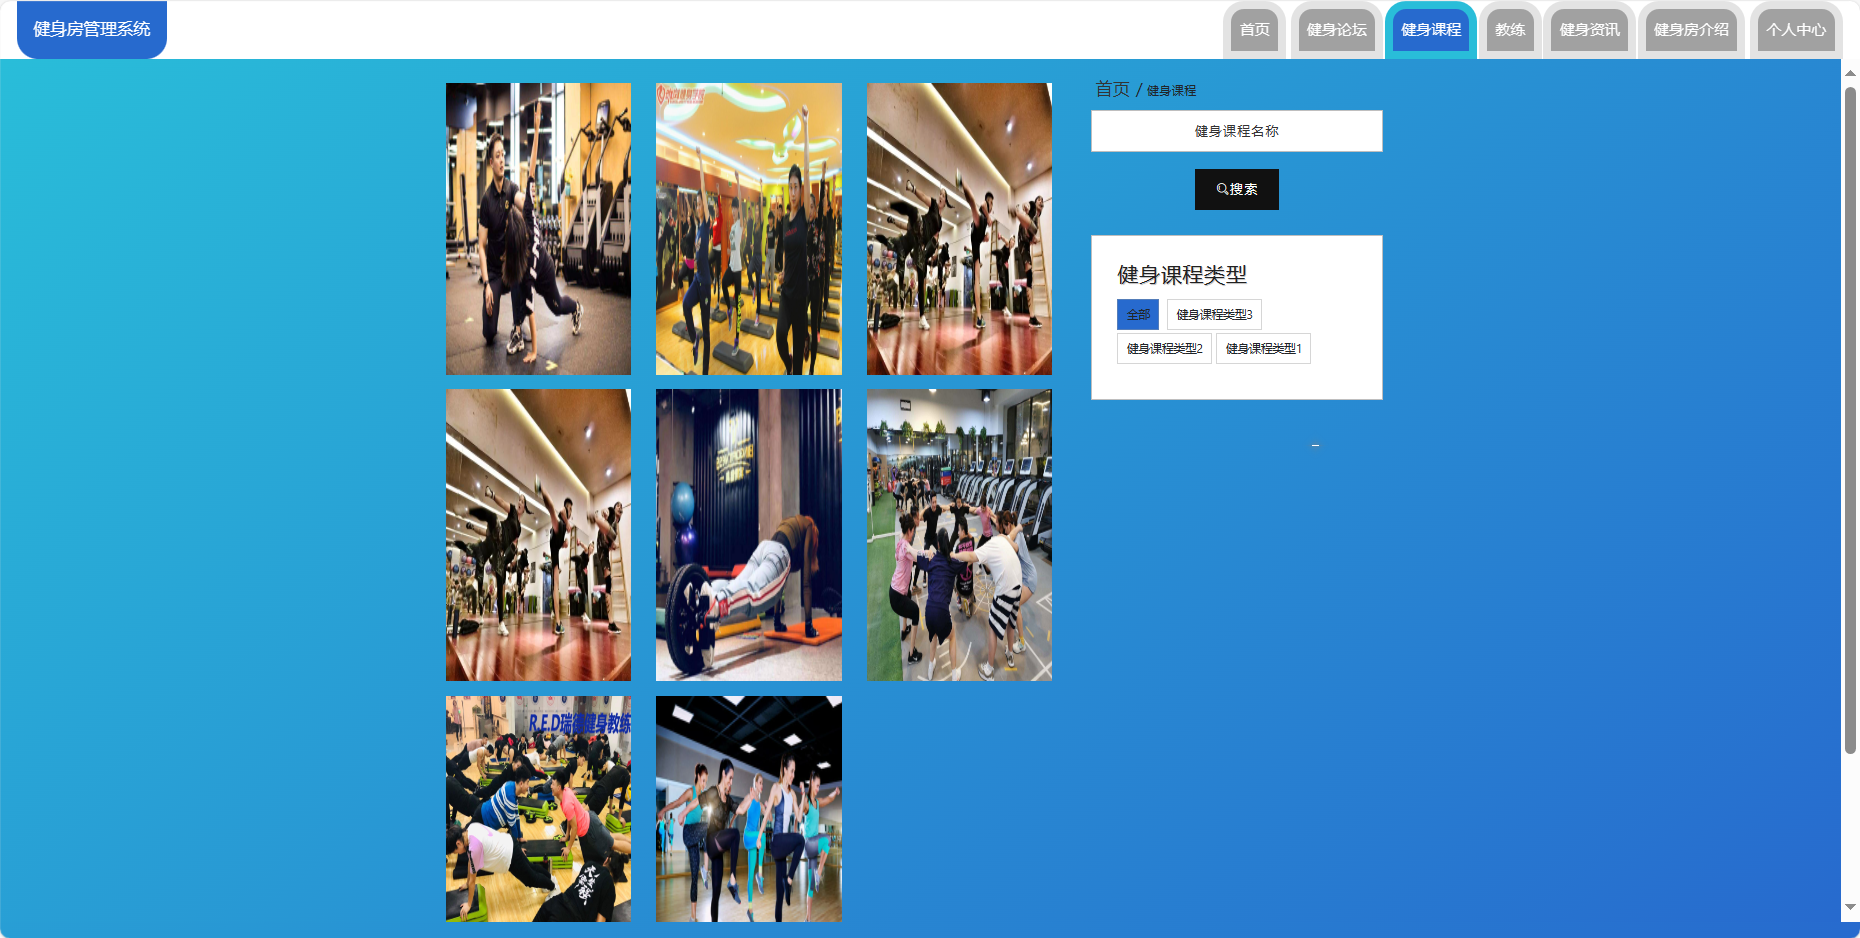 健身房管理系统
首页
健身论坛
健身课程
教练
健身资讯
健身房介绍
个人中心
首页 / 健身课程
健身课程名称
搜索
健身课程类型
全部
健身课程类型3
健身课程类型2
健身课程类型1
R.E.D瑞德健身教练